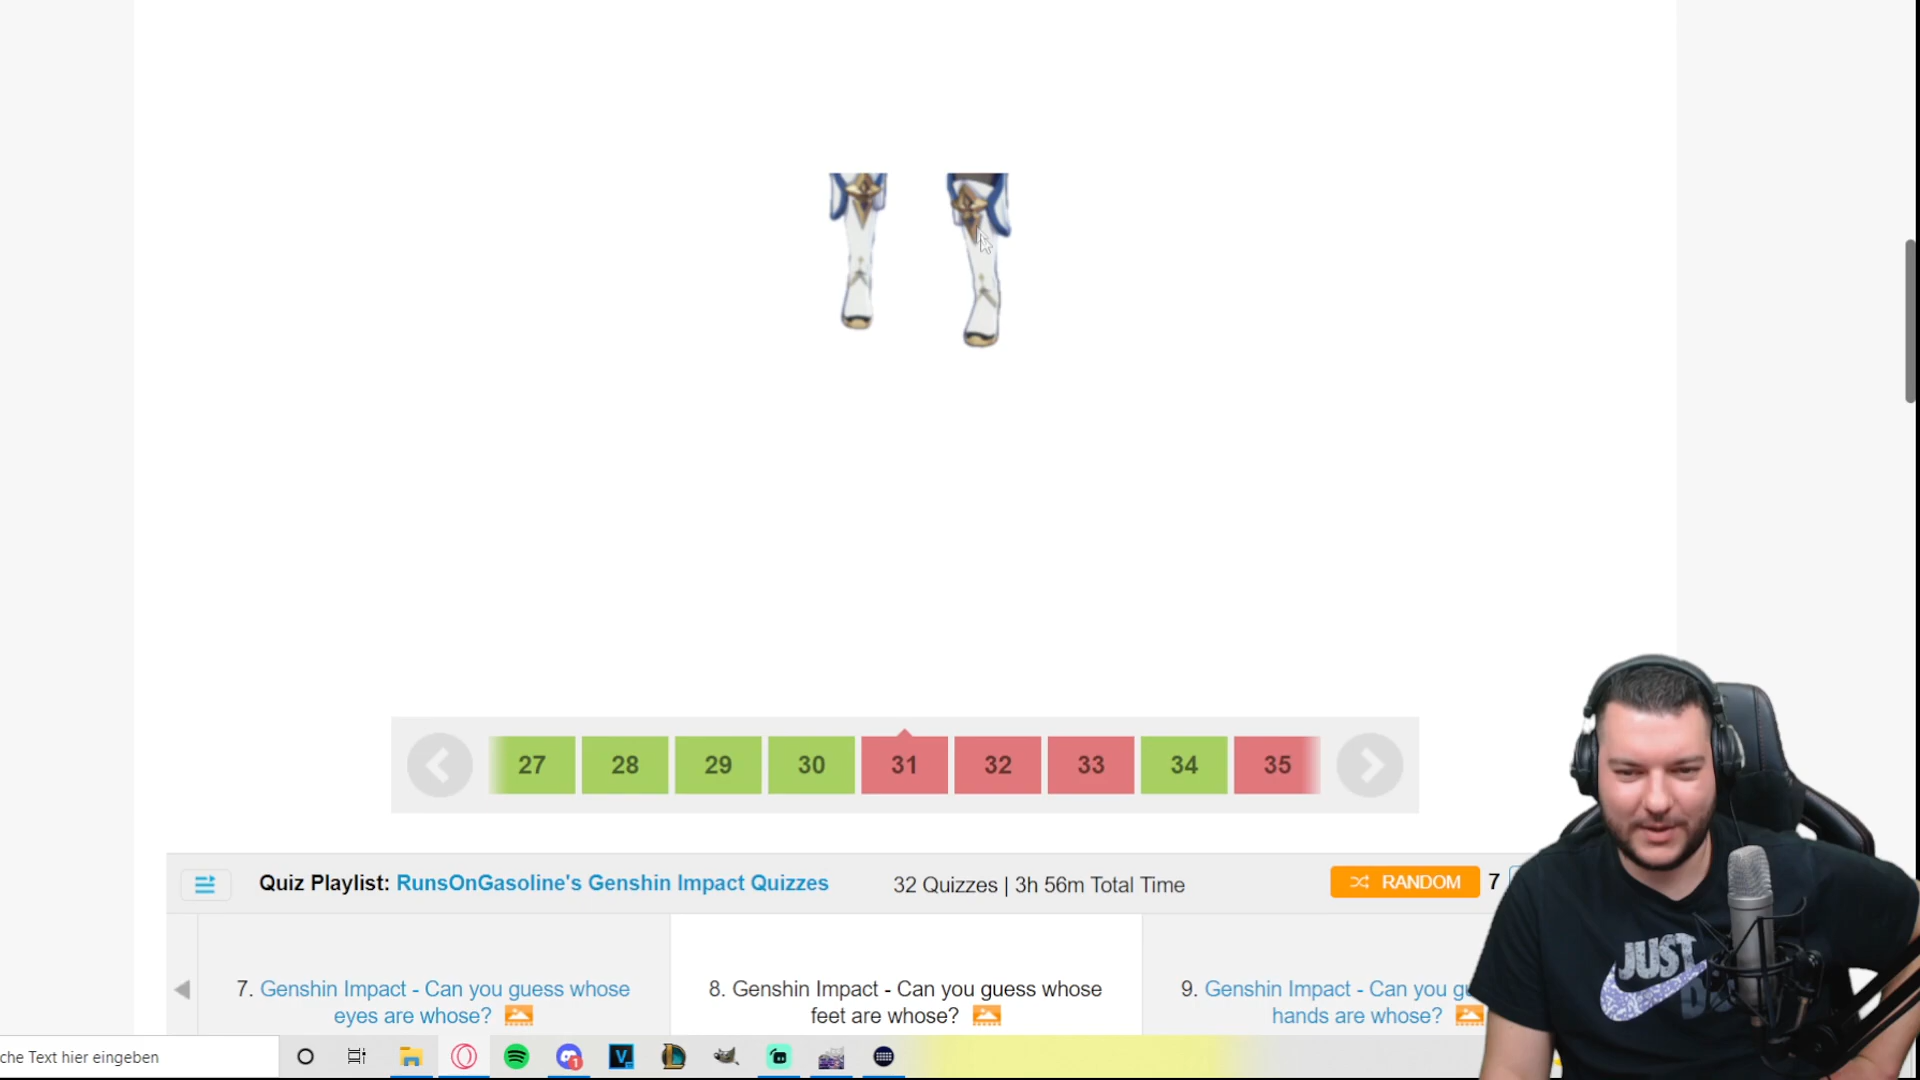 27 28 29 30 31 32 33 34 35
Quiz Playlist: RunsOnGasoline's Genshin Impact Quizzes 32 Quizzes | 3h 56m Total Time RANDOM 7
7. Genshin Impact - Can you guess whose
eyes are whose?
8. Genshin Impact - Can you guess whose
feet are whose?
9. Genshin Impact - Can you gu
hands are whose?
che Text hier eingeben
1
V
JUST